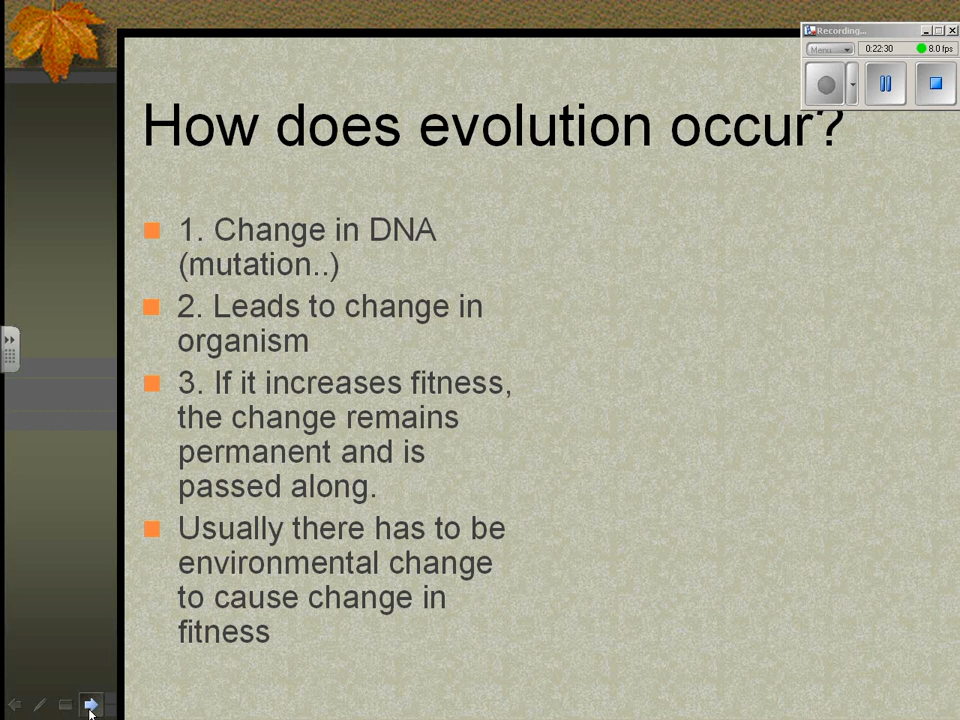 Recording...
Menu
0:22:30
8.0 fps
How does evolution occur?
1. Change in DNA
(mutation..)
2. Leads to change in
organism
3. If it increases fitness,
the change remains
permanent and is
passed along.
Usually there has to be
environmental change
to cause change in
fitness